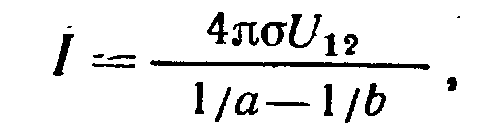 I = 4πσU₁₂ / (1/a — 1/b) ,